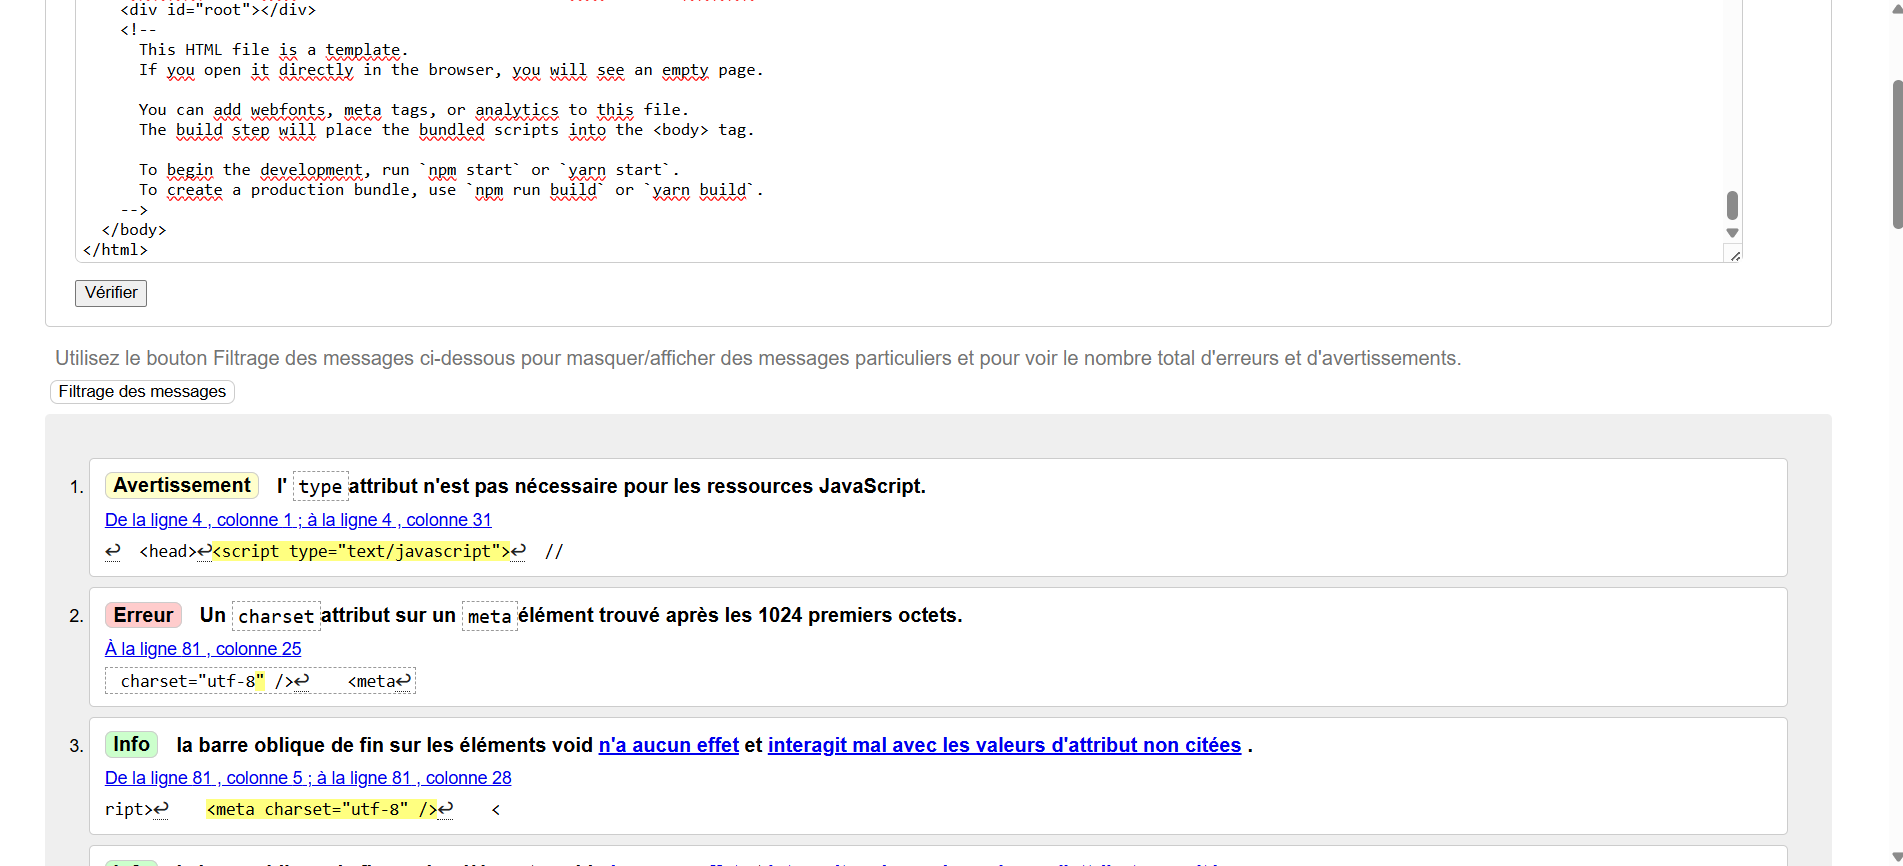 <div id="root"></div>
<!--
This HTML file is a template.
If you open it directly in the browser, you will see an empty page.
You can add webfonts, meta tags, or analytics to this file.
The build step will place the bundled scripts into the <body> tag.
To begin the development, run `npm start` or `yarn start`.
To create a production bundle, use `npm run build` or `yarn build`.
-->
</body>
</html>
Vérifier
Utilisez le bouton Filtrage des messages ci-dessous pour masquer/afficher des messages particuliers et pour voir le nombre total d'erreurs et d'avertissements.
Filtrage des messages
1. Avertissement l' type attribut n'est pas nécessaire pour les ressources JavaScript.
De la ligne 4 , colonne 1 ; à la ligne 4 , colonne 31
↩ <head>↩<script type="text/javascript">↩ //
2. Erreur Un charset attribut sur un meta élément trouvé après les 1024 premiers octets.
À la ligne 81 , colonne 25
charset="utf-8" />↩ <meta↩
3. Info la barre oblique de fin sur les éléments void n'a aucun effet et interagit mal avec les valeurs d'attribut non citées .
De la ligne 81 , colonne 5 ; à la ligne 81 , colonne 28
ript>↩ <meta charset="utf-8" />↩ <